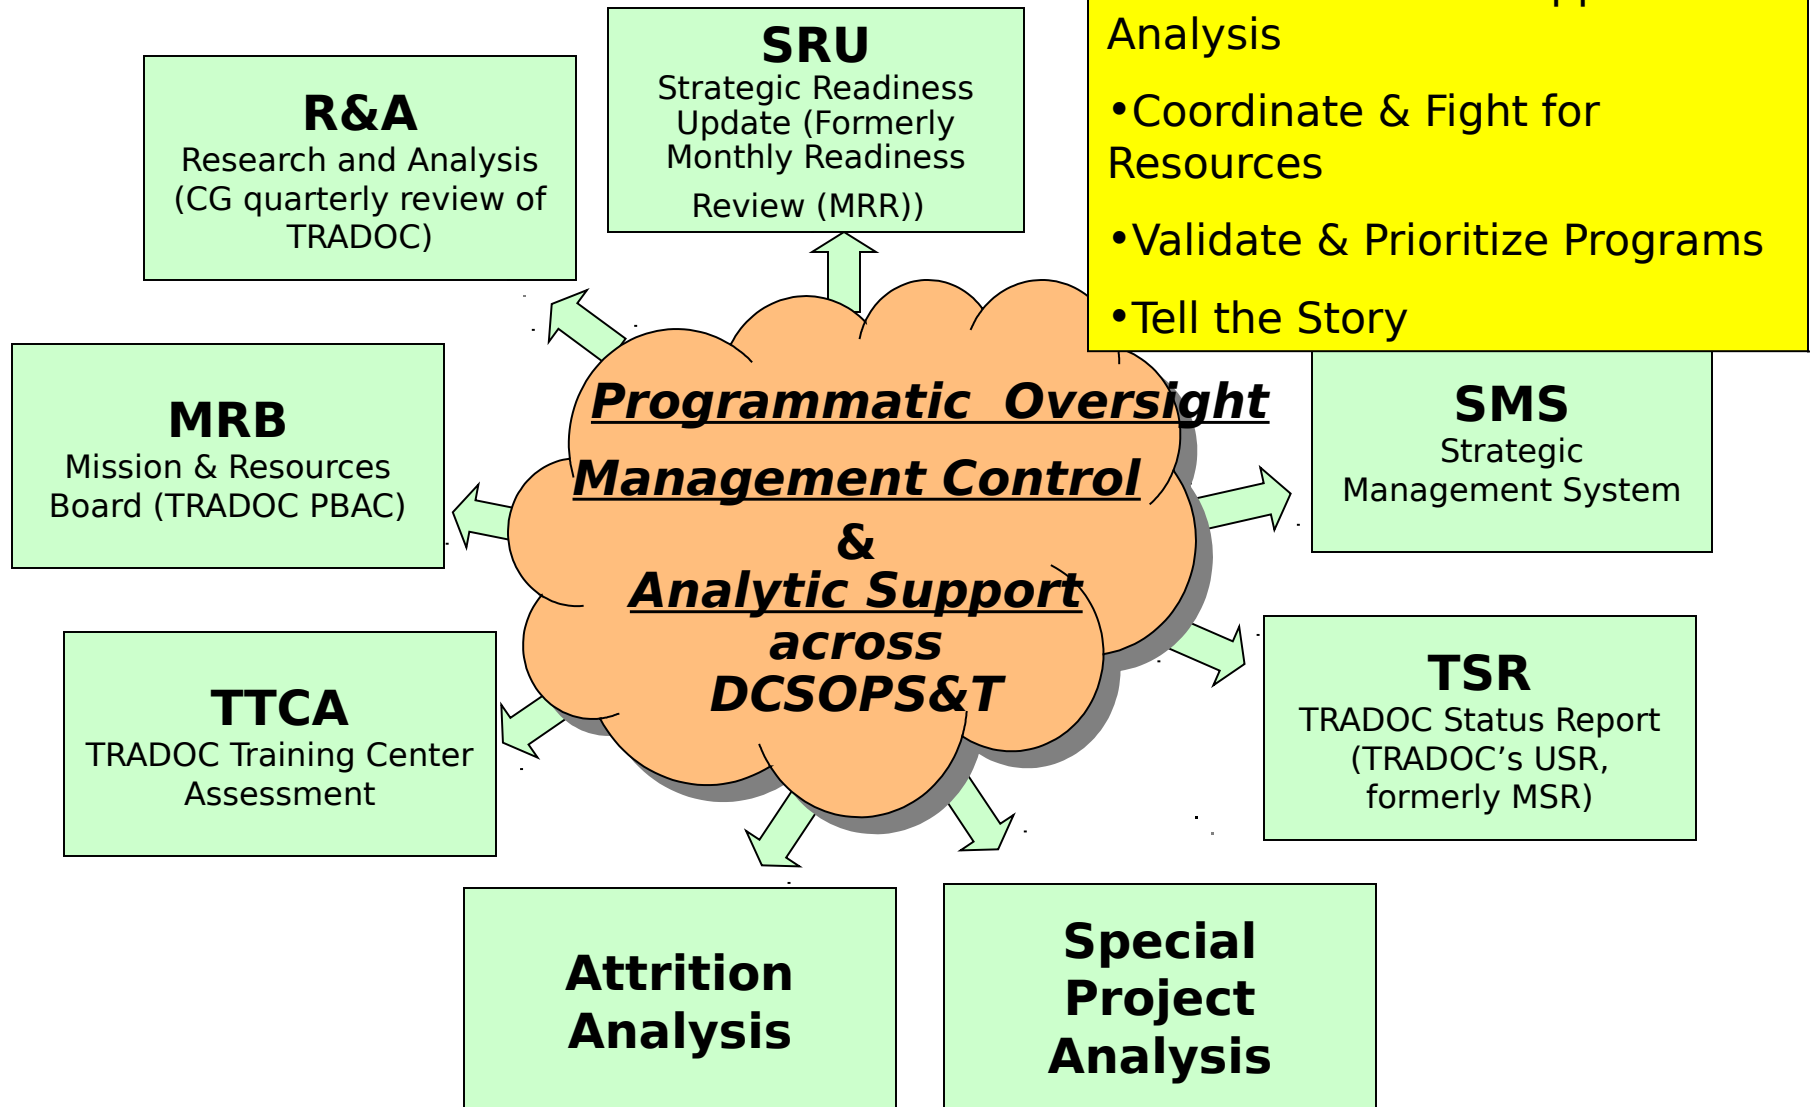 SRU
Strategic Readiness
Update (Formerly
Monthly Readiness
Review (MRR))
Analysis
•Coordinate & Fight for
Resources
•Validate & Prioritize Programs
•Tell the Story
R&A
Research and Analysis
(CG quarterly review of
TRADOC)
MRB
Mission & Resources
Board (TRADOC PBAC)
Programmatic  Oversight
Management Control
&
Analytic Support
across
DCSOPS&T
SMS
Strategic
Management System
TTCA
TRADOC Training Center
Assessment
TSR
TRADOC Status Report
(TRADOC’s USR,
formerly MSR)
Attrition
Analysis
Special
Project
Analysis